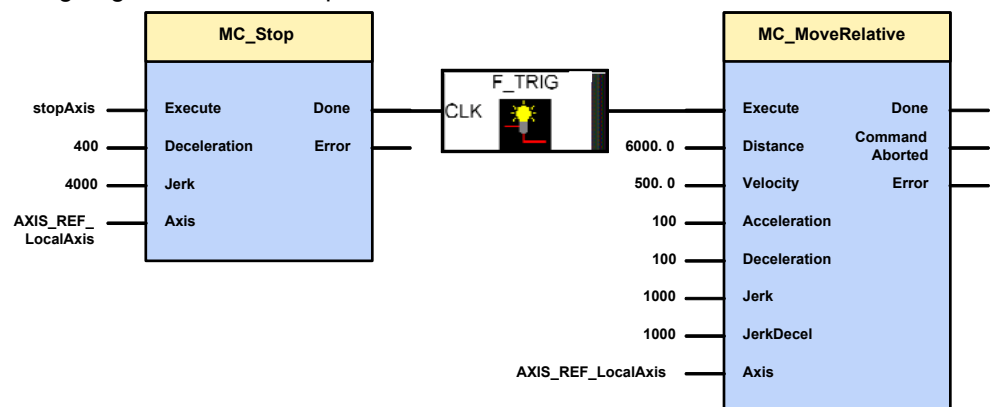 MC_Stop
stopAxis
Execute
Done
400
Deceleration
Error
4000
Jerk
AXIS_REF_
LocalAxis
Axis
F_TRIG
CLK
MC_MoveRelative
Execute
Done
6000. 0
Distance
Command
Aborted
500. 0
Velocity
Error
100
Acceleration
100
Deceleration
1000
Jerk
1000
JerkDecel
AXIS_REF_LocalAxis
Axis